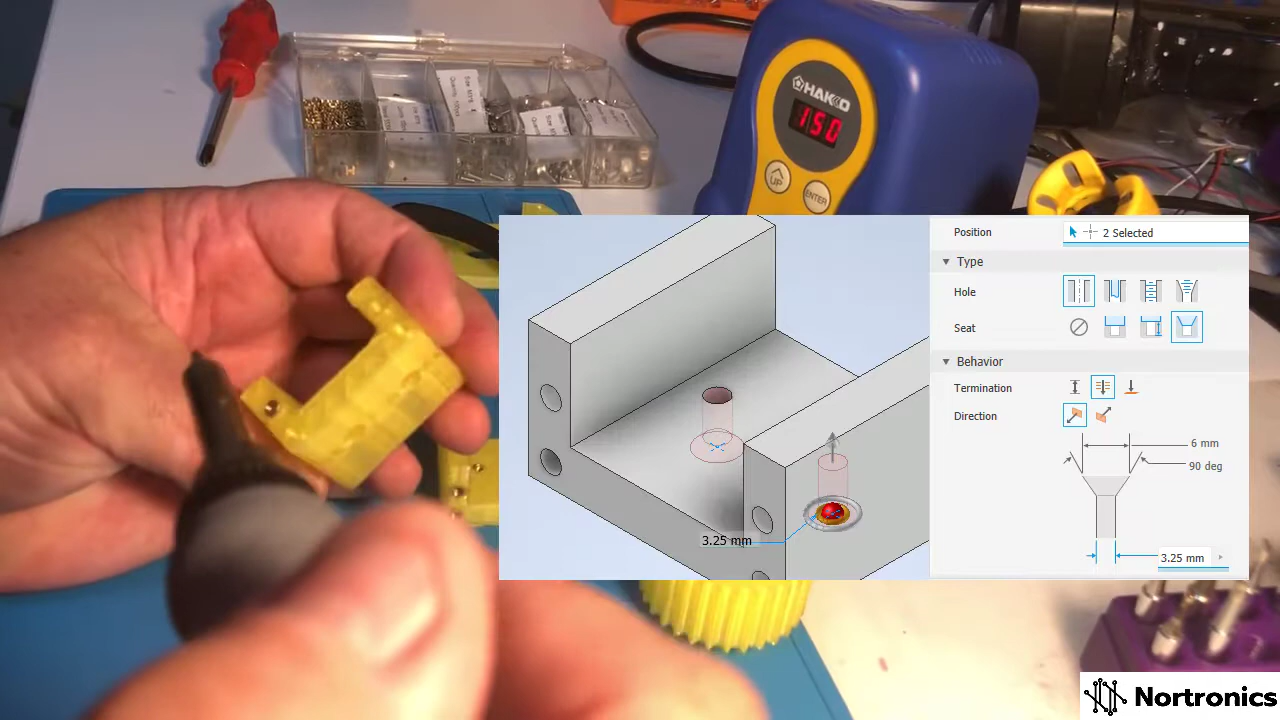 HAKKO
150
UP
ENTER
Position
2 Selected
Type
Hole
Seat
Behavior
Termination
Direction
6 mm
90 deg
3.25 mm
3.25 mm
Nortronics